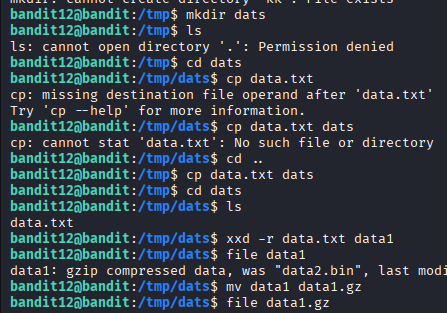 mkdir: cannot create directory 'kk': File exists
bandit12@bandit:/tmp$ mkdir dats
bandit12@bandit:/tmp$ ls
ls: cannot open directory '.': Permission denied
bandit12@bandit:/tmp$ cd dats
bandit12@bandit:/tmp/dats$ cp data.txt
cp: missing destination file operand after 'data.txt'
Try 'cp --help' for more information.
bandit12@bandit:/tmp/dats$ cp data.txt dats
cp: cannot stat 'data.txt': No such file or directory
bandit12@bandit:/tmp/dats$ cd ..
bandit12@bandit:/tmp$ cp data.txt dats
bandit12@bandit:/tmp$ cd dats
bandit12@bandit:/tmp/dats$ ls
data.txt
bandit12@bandit:/tmp/dats$ xxd -r data.txt data1
bandit12@bandit:/tmp/dats$ file data1
data1: gzip compressed data, was "data2.bin", last modi
bandit12@bandit:/tmp/dats$ mv data1 data1.gz
bandit12@bandit:/tmp/dats$ file data1.gz